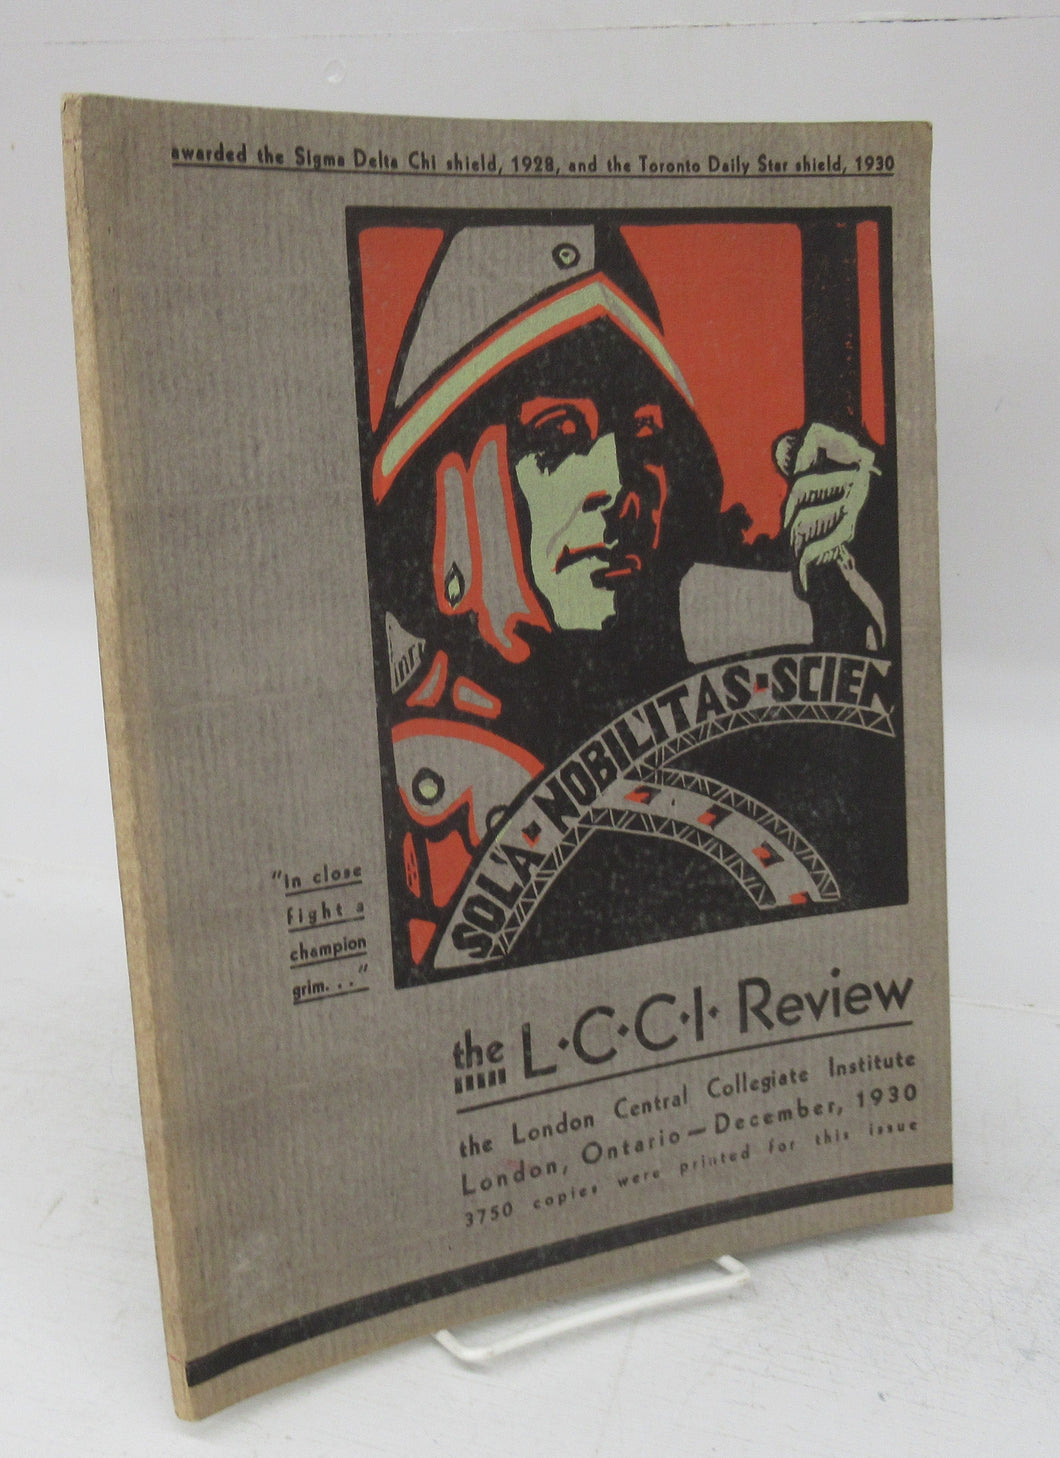 awarded the Sigma Delta Chi shield, 1928, and the Toronto Daily Star shield, 1930
SOLA · NOBILITAS · SCIEN
"In close
fight a
champion
grim. . ."
the L·C·C·I· Review
the London Central Collegiate Institute
London, Ontario — December, 1930
3750 copies were printed for this issue